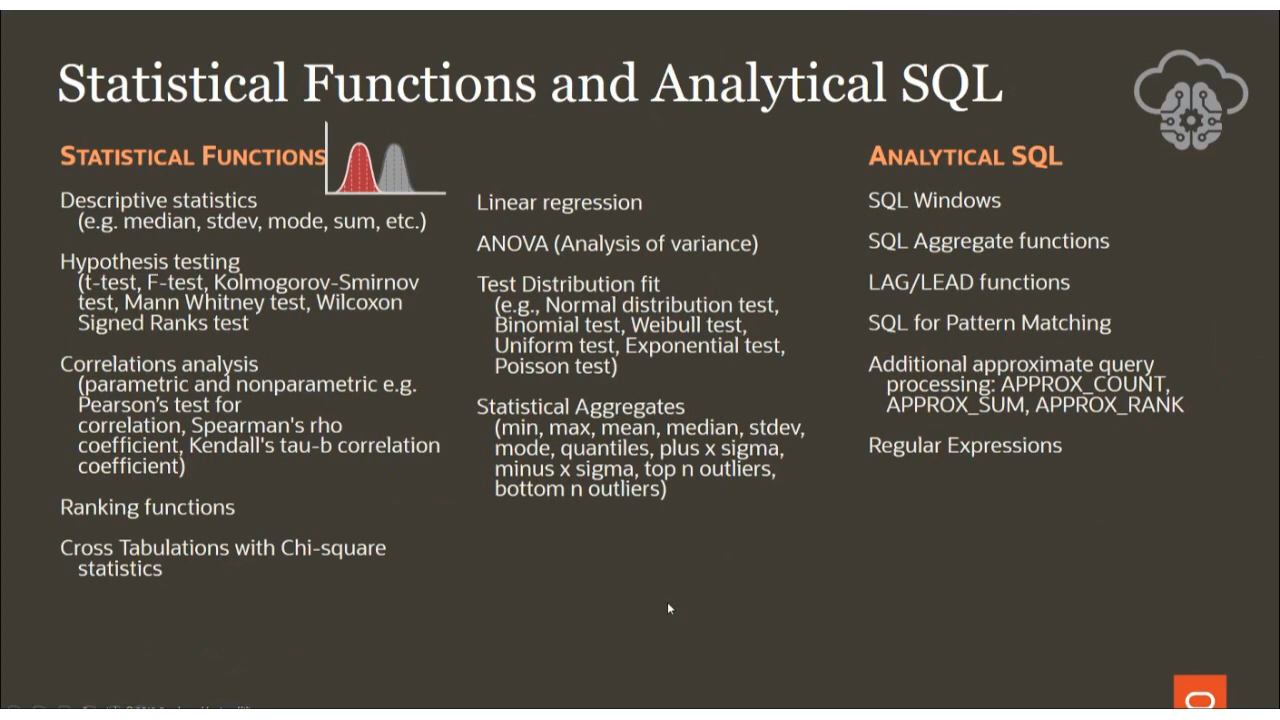 Statistical Functions and Analytical SQL
STATISTICAL FUNCTIONS
Descriptive statistics
(e.g. median, stdev, mode, sum, etc.)
Hypothesis testing
(t-test, F-test, Kolmogorov-Smirnov
test, Mann Whitney test, Wilcoxon
Signed Ranks test
Correlations analysis
(parametric and nonparametric e.g.
Pearson’s test for
correlation, Spearman's rho
coefficient, Kendall's tau-b correlation
coefficient)
Ranking functions
Cross Tabulations with Chi-square
statistics
Linear regression
ANOVA (Analysis of variance)
Test Distribution fit
(e.g., Normal distribution test,
Binomial test, Weibull test,
Uniform test, Exponential test,
Poisson test)
Statistical Aggregates
(min, max, mean, median, stdev,
mode, quantiles, plus x sigma,
minus x sigma, top n outliers,
bottom n outliers)
ANALYTICAL SQL
SQL Windows
SQL Aggregate functions
LAG/LEAD functions
SQL for Pattern Matching
Additional approximate query
processing: APPROX_COUNT,
APPROX_SUM, APPROX_RANK
Regular Expressions